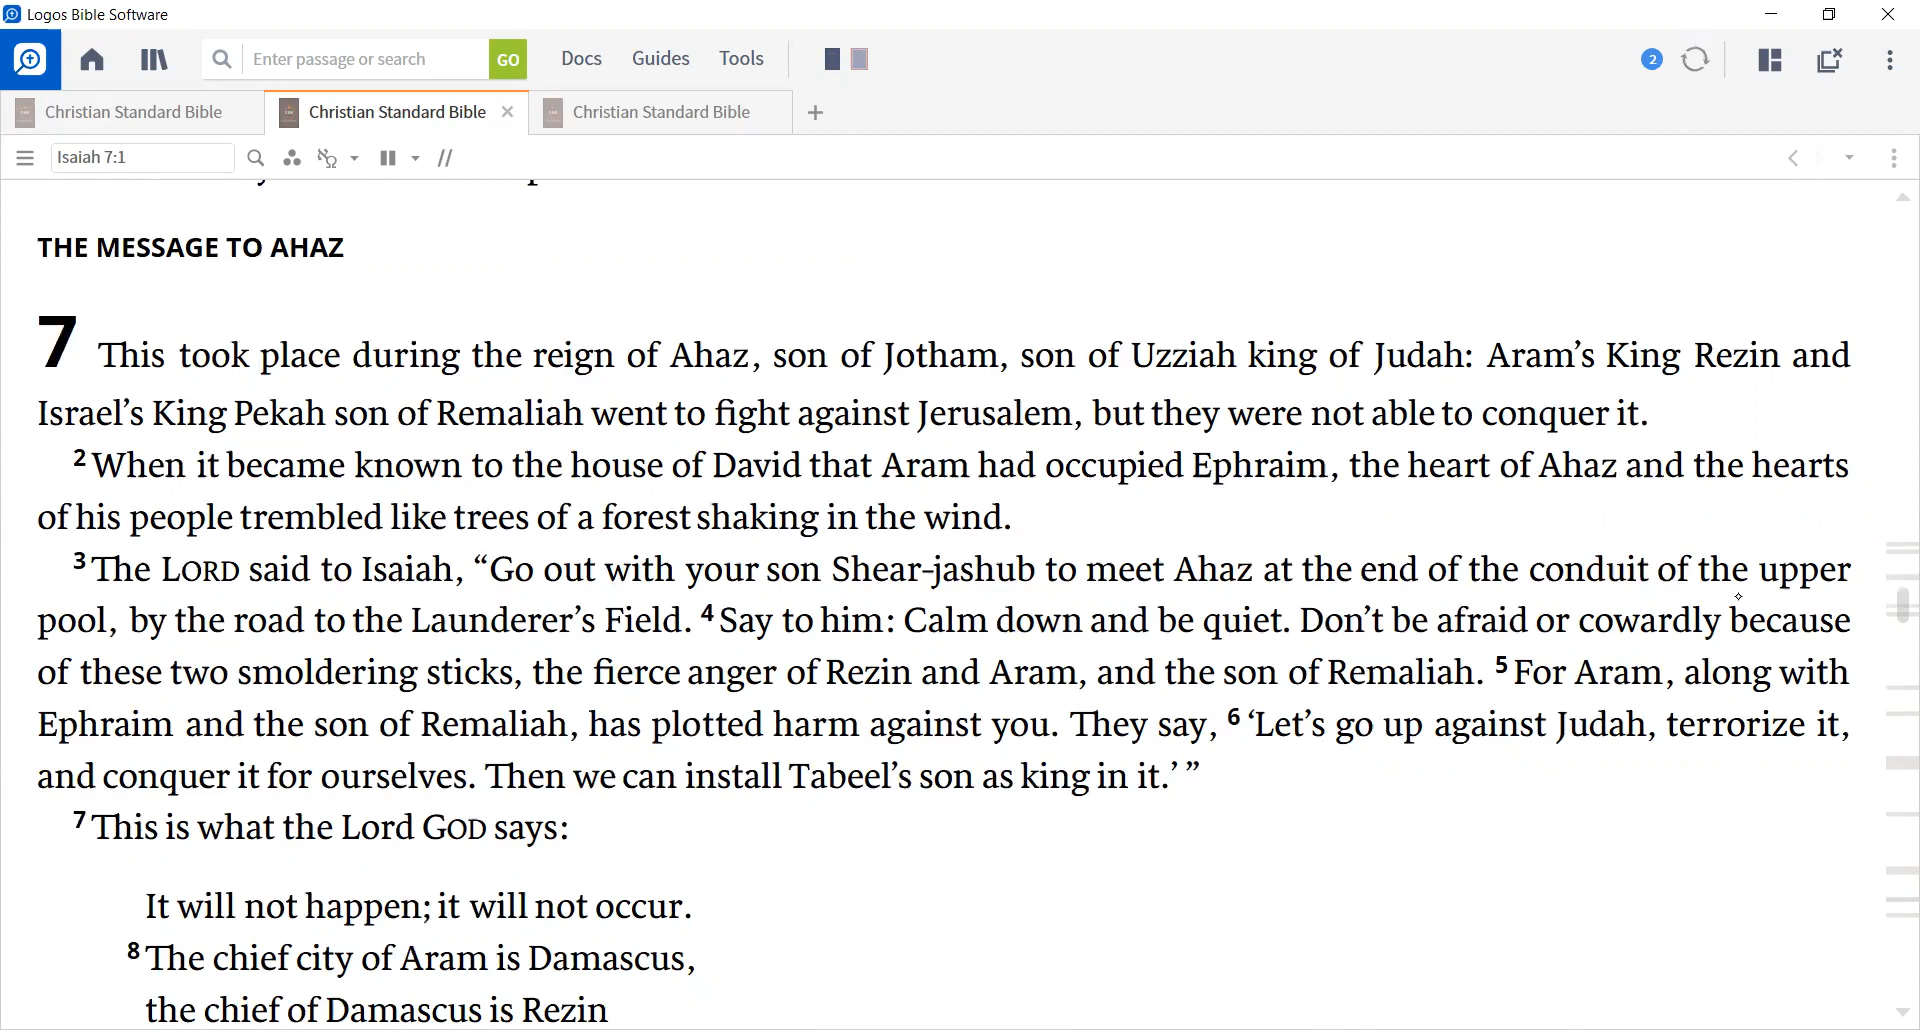 Logos Bible Software
Enter passage or search GO Docs Guides Tools 2
Christian Standard Bible Christian Standard Bible Christian Standard Bible
Isaiah 7:1
THE MESSAGE TO AHAZ
7 This took place during the reign of Ahaz, son of Jotham, son of Uzziah king of Judah: Aram’s King Rezin and
Israel’s King Pekah son of Remaliah went to fight against Jerusalem, but they were not able to conquer it.
2 When it became known to the house of David that Aram had occupied Ephraim, the heart of Ahaz and the hearts
of his people trembled like trees of a forest shaking in the wind.
3 The LORD said to Isaiah, “Go out with your son Shear-jashub to meet Ahaz at the end of the conduit of the upper
pool, by the road to the Launderer’s Field. 4 Say to him: Calm down and be quiet. Don’t be afraid or cowardly because
of these two smoldering sticks, the fierce anger of Rezin and Aram, and the son of Remaliah. 5 For Aram, along with
Ephraim and the son of Remaliah, has plotted harm against you. They say, 6 ‘Let’s go up against Judah, terrorize it,
and conquer it for ourselves. Then we can install Tabeel’s son as king in it.’ ”
7 This is what the Lord GOD says:
It will not happen; it will not occur.
8 The chief city of Aram is Damascus,
the chief of Damascus is Rezin